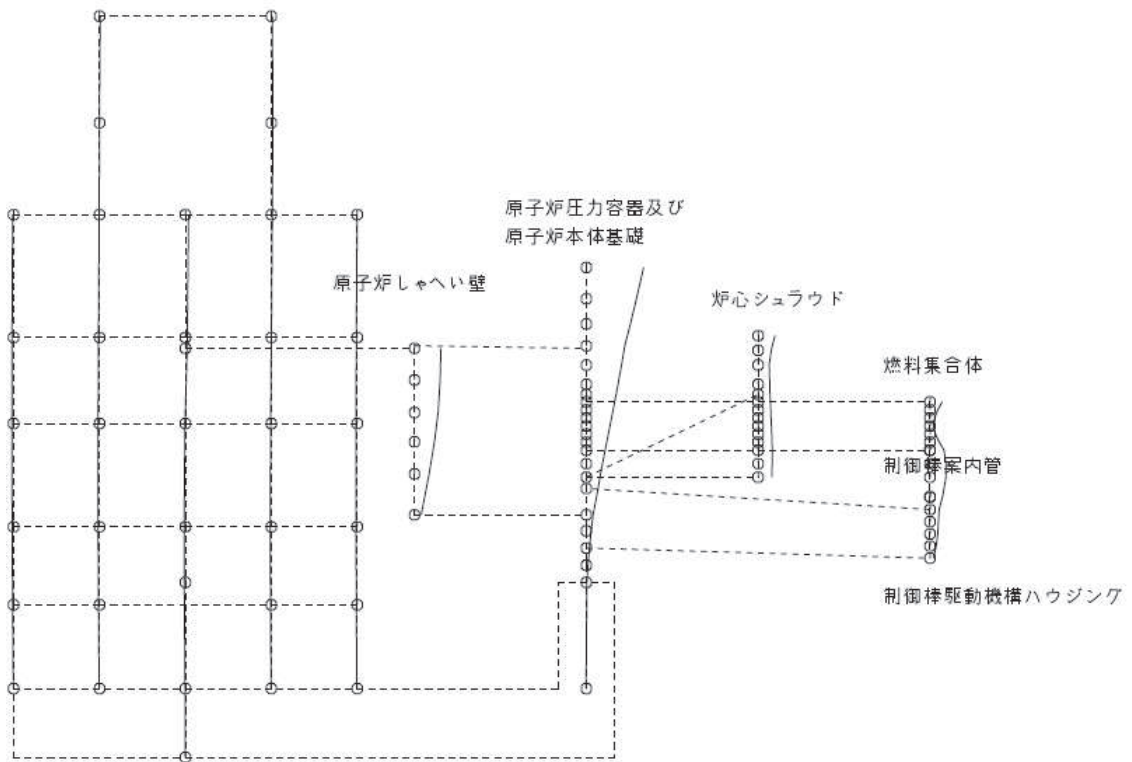 原子炉圧力容器及び
原子炉本体基礎
原子炉しゃへい壁
炉心シュラウド
燃料集合体
制御棒案内管
制御棒駆動機構ハウジング